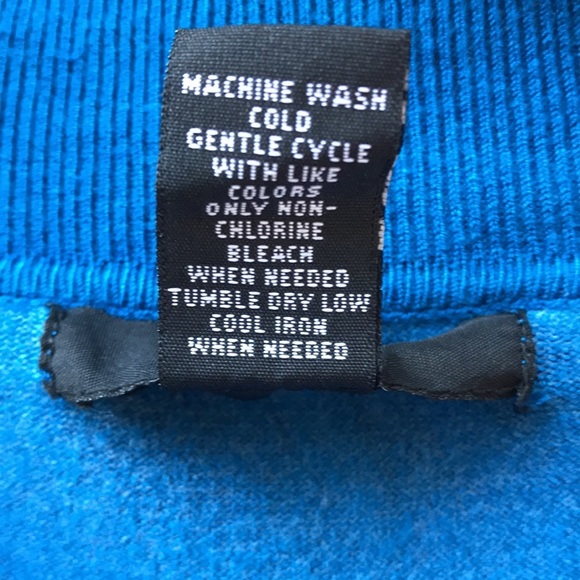 MACHINE WASH
COLD
GENTLE CYCLE
WITH LIKE
COLORS
ONLY NON-
CHLORINE
BLEACH
WHEN NEEDED
TUMBLE DRY LOW
COOL IRON
WHEN NEEDED